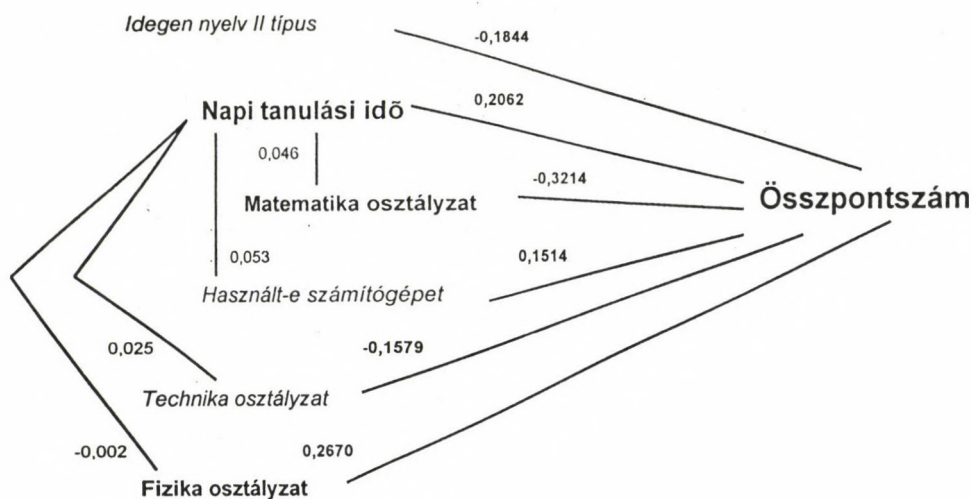 Idegen nyelv II típus
-0,1844
Napi tanulási idő
0,2062
0,046
-0,3214
Matematika osztályzat
Összpontszám
0,053
0,1514
Használt-e számítógépet
0,025
-0,1579
Technika osztályzat
-0,002
0,2670
Fizika osztályzat